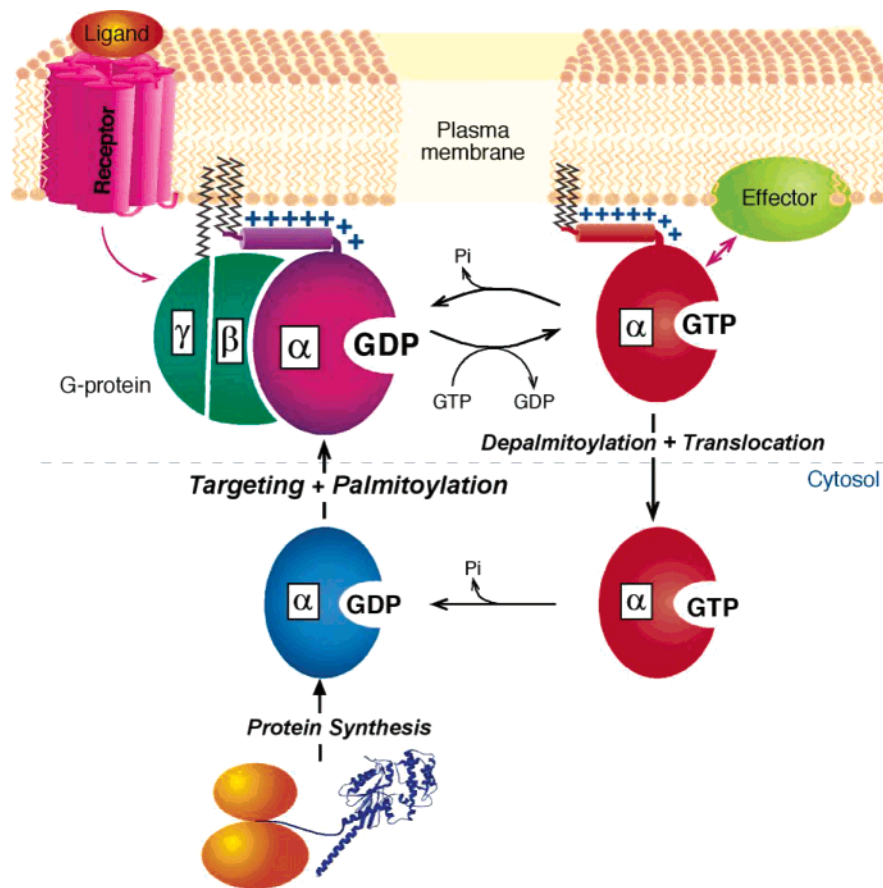 Ligand
Receptor
Plasma
membrane
Effector
+++++
+
+
+++++
+
Pi
γ
β
α
GDP
α
GTP
G-protein
GTP
GDP
Depalmitoylation + Translocation
Targeting + Palmitoylation
Cytosol
α
GDP
Pi
α
GTP
Protein Synthesis